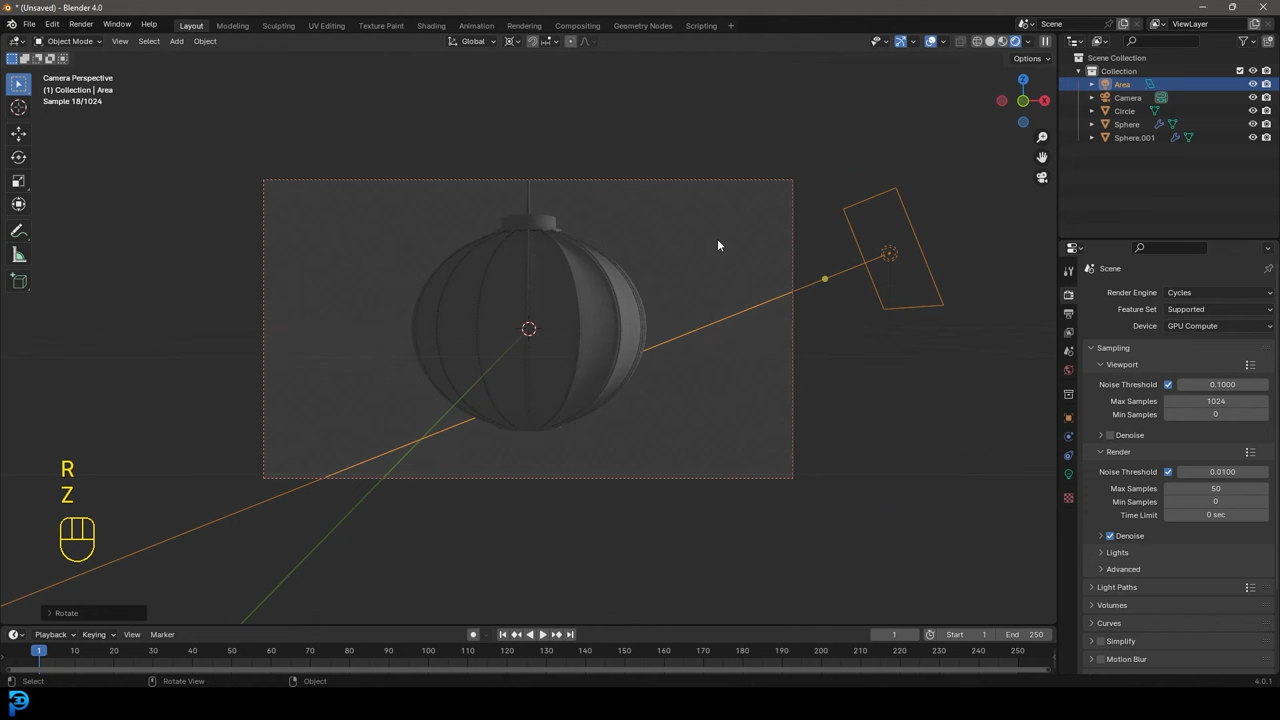 * (Unsaved) - Blender 4.0
File Edit Render Window Help
Layout Modeling Sculpting UV Editing Texture Paint Shading Animation Rendering Compositing Geometry Nodes Scripting +
Scene ViewLayer
Object Mode View Select Add Object Global
Options
Camera Perspective
(1) Collection | Area
Sample 18/1024
Z
X
Scene Collection
Collection
Area
Camera
Circle
Sphere
Sphere.001
Scene
Render Engine Cycles
Feature Set Supported
Device GPU Compute
Sampling
Viewport
Noise Threshold 0.1000
Max Samples 1024
Min Samples 0
Denoise
Render
Noise Threshold 0.0100
Max Samples 50
Min Samples 0
Time Limit 0 sec
Denoise
Lights
Advanced
Light Paths
Volumes
Curves
Simplify
Motion Blur
R
Z
Rotate
Playback Keying View Marker 1 Start 1 End 250
1 10 20 30 40 50 60 70 80 90 100 110 120 130 140 150 160 170 180 190 200 210 220 230 240 250
Select Rotate View Object 4.0.1